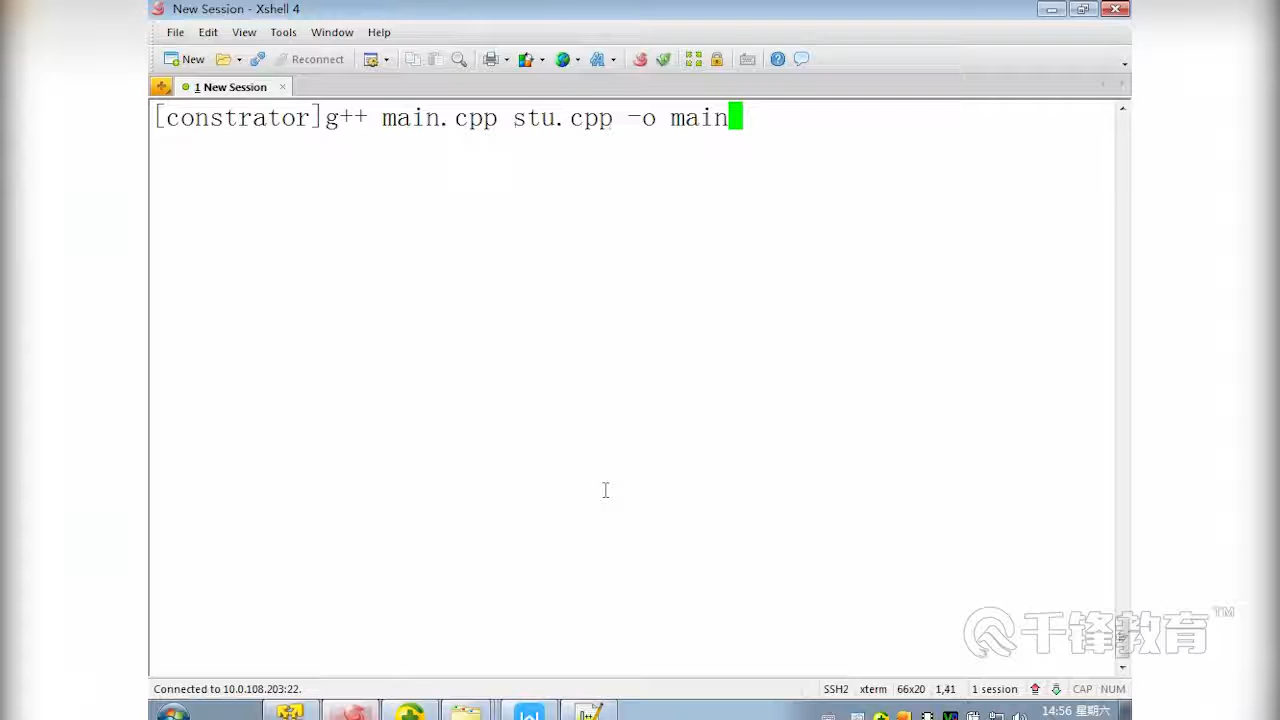 New Session - Xshell 4
File Edit View Tools Window Help
New Reconnect
1 New Session
[constrator]g++ main.cpp stu.cpp -o main
千锋教育™
Connected to 10.0.108.203:22. SSH2 xterm 66x20 1,41 1 session CAP NUM
14:56 星期六